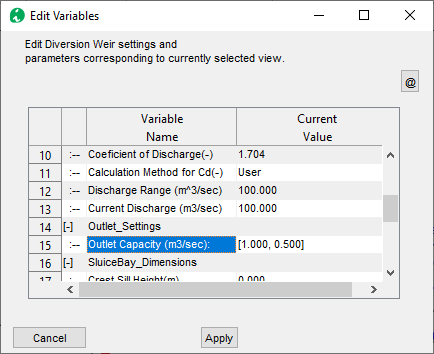 Edit Variables
Edit Diversion Weir settings and
parameters corresponding to currently selected view.
@
Variable Current
Name Value
10 :-- Coeficient of Discharge(-) 1.704
11 :-- Calculation Method for Cd(-) User
12 :-- Discharge Range (m^3/sec) 100.000
13 :-- Current Discharge (m3/sec) 100.000
14 [-] Outlet_Settings
15 :-- Outlet Capacity (m3/sec): [1.000, 0.500]
16 [-] SluiceBay_Dimensions
17 :-- Crest Sill Height(m) 0.000
Cancel Apply